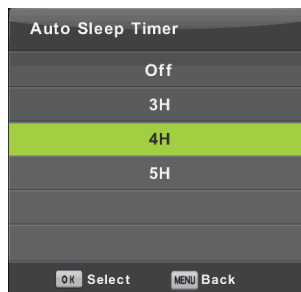 Auto Sleep Timer
Off
3H
4H
5H
OK Select MENU Back